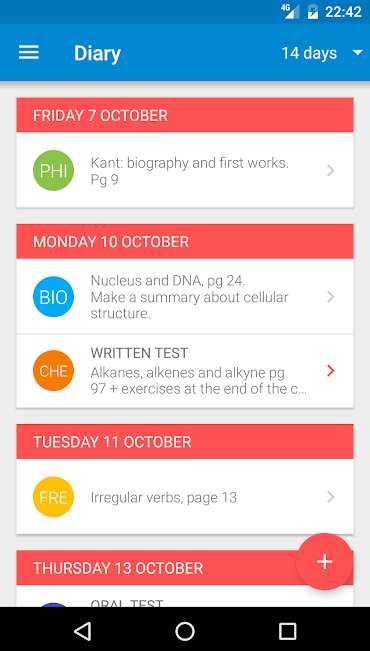 4G 22:42
Diary 14 days
FRIDAY 7 OCTOBER
PHI
Kant: biography and first works.
Pg 9
MONDAY 10 OCTOBER
BIO
Nucleus and DNA, pg 24.
Make a summary about cellular
structure.
CHE
WRITTEN TEST
Alkanes, alkenes and alkyne pg
97 + exercises at the end of the c...
TUESDAY 11 OCTOBER
FRE
Irregular verbs, page 13
THURSDAY 13 OCTOBER
+
ORAL TEST